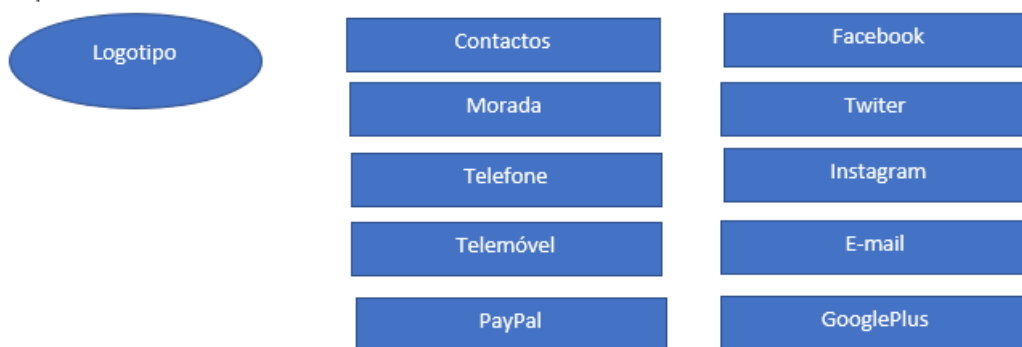 Logotipo
Contactos
Facebook
Morada
Twiter
Telefone
Instagram
Telemóvel
E-mail
PayPal
GooglePlus